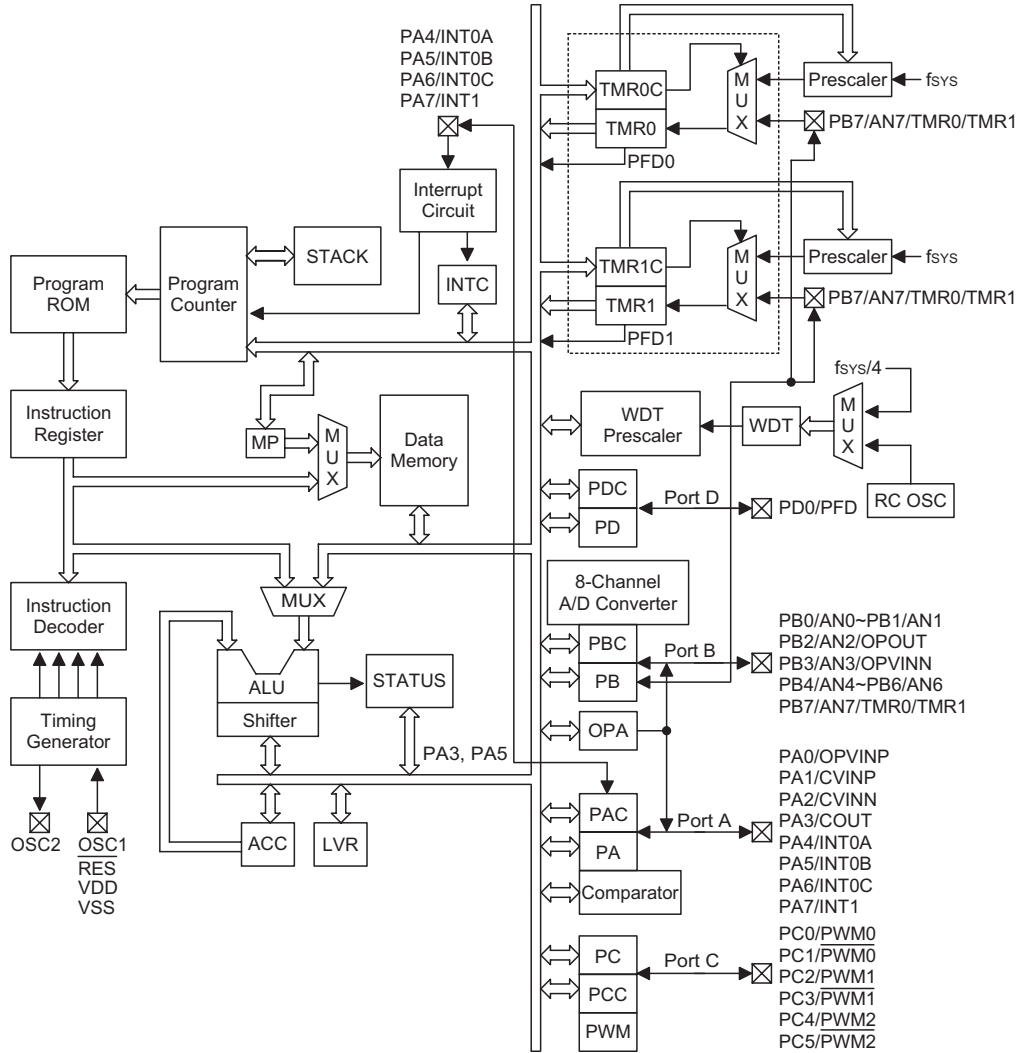 PA4/INT0A
PA5/INT0B
PA6/INT0C
PA7/INT1
Interrupt
Circuit
INTC
STACK
Program
Counter
Program
ROM
Instruction
Register
MP
M
U
X
Data
Memory
MUX
Instruction
Decoder
ALU
Shifter
STATUS
Timing
Generator
PA3, PA5
OSC2
OSC1
RES
VDD
VSS
ACC
LVR
TMR0C
TMR0
PFD0
M
U
X
Prescaler
fSYS
PB7/AN7/TMR0/TMR1
TMR1C
TMR1
PFD1
M
U
X
Prescaler
fSYS
PB7/AN7/TMR0/TMR1
WDT
Prescaler
WDT
M
U
X
fSYS/4
RC OSC
PDC
PD
Port D
PD0/PFD
8-Channel
A/D Converter
PBC
PB
Port B
PB0/AN0~PB1/AN1
PB2/AN2/OPOUT
PB3/AN3/OPVINN
PB4/AN4~PB6/AN6
PB7/AN7/TMR0/TMR1
OPA
PAC
PA
Port A
Comparator
PA0/OPVINP
PA1/CVINP
PA2/CVINN
PA3/COUT
PA4/INT0A
PA5/INT0B
PA6/INT0C
PA7/INT1
PC
PCC
PWM
Port C
PC0/PWM0
PC1/PWM0
PC2/PWM1
PC3/PWM1
PC4/PWM2
PC5/PWM2